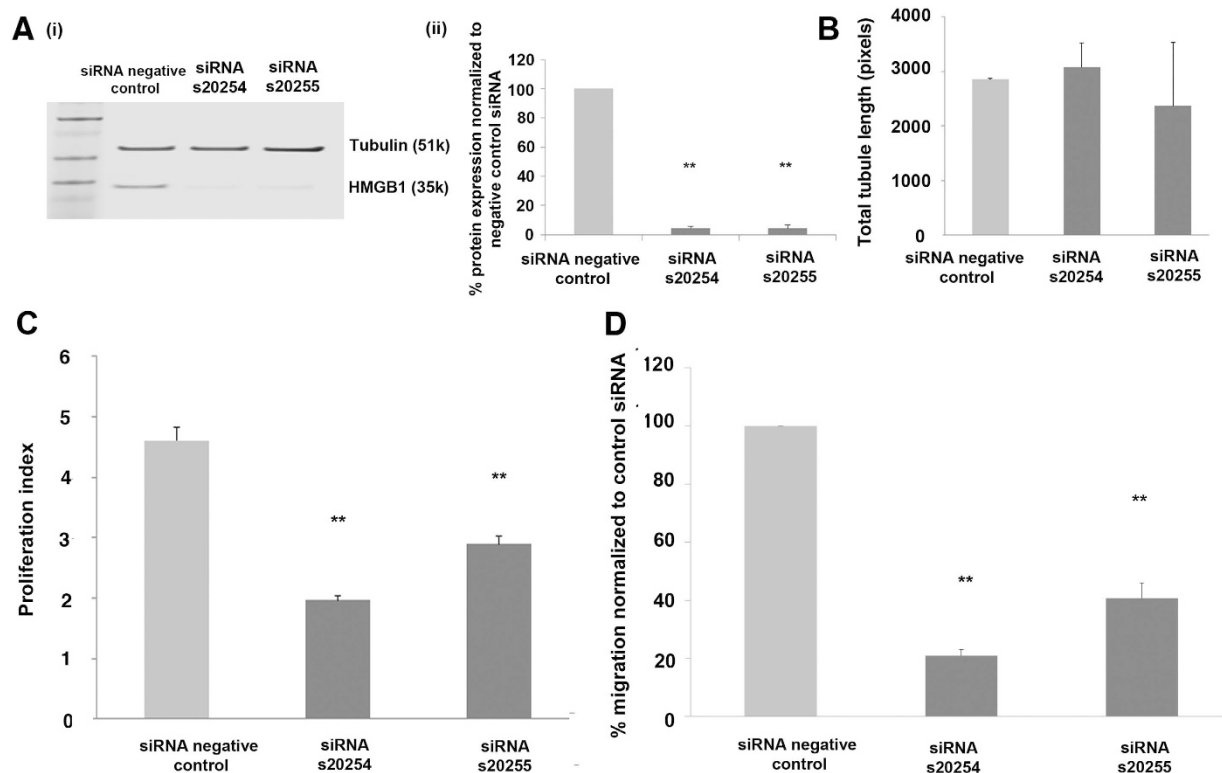 A (i)
siRNA negative
control
siRNA
s20254
siRNA
s20255
Tubulin (51k)
HMGB1 (35k)
(ii)
% protein expression normalized to
negative control siRNA
120
100
80
60
40
20
0
**
**
siRNA negative
control
siRNA
s20254
siRNA
s20255
B
Total tubule length (pixels)
4000
3000
2000
1000
0
siRNA negative
control
siRNA
s20254
siRNA
s20255
C
Proliferation index
6
5
4
3
2
1
0
**
**
siRNA negative
control
siRNA
s20254
siRNA
s20255
D
% migration normalized to control siRNA
120
100
80
60
40
20
0
**
**
siRNA negative
control
siRNA
s20254
siRNA
s20255